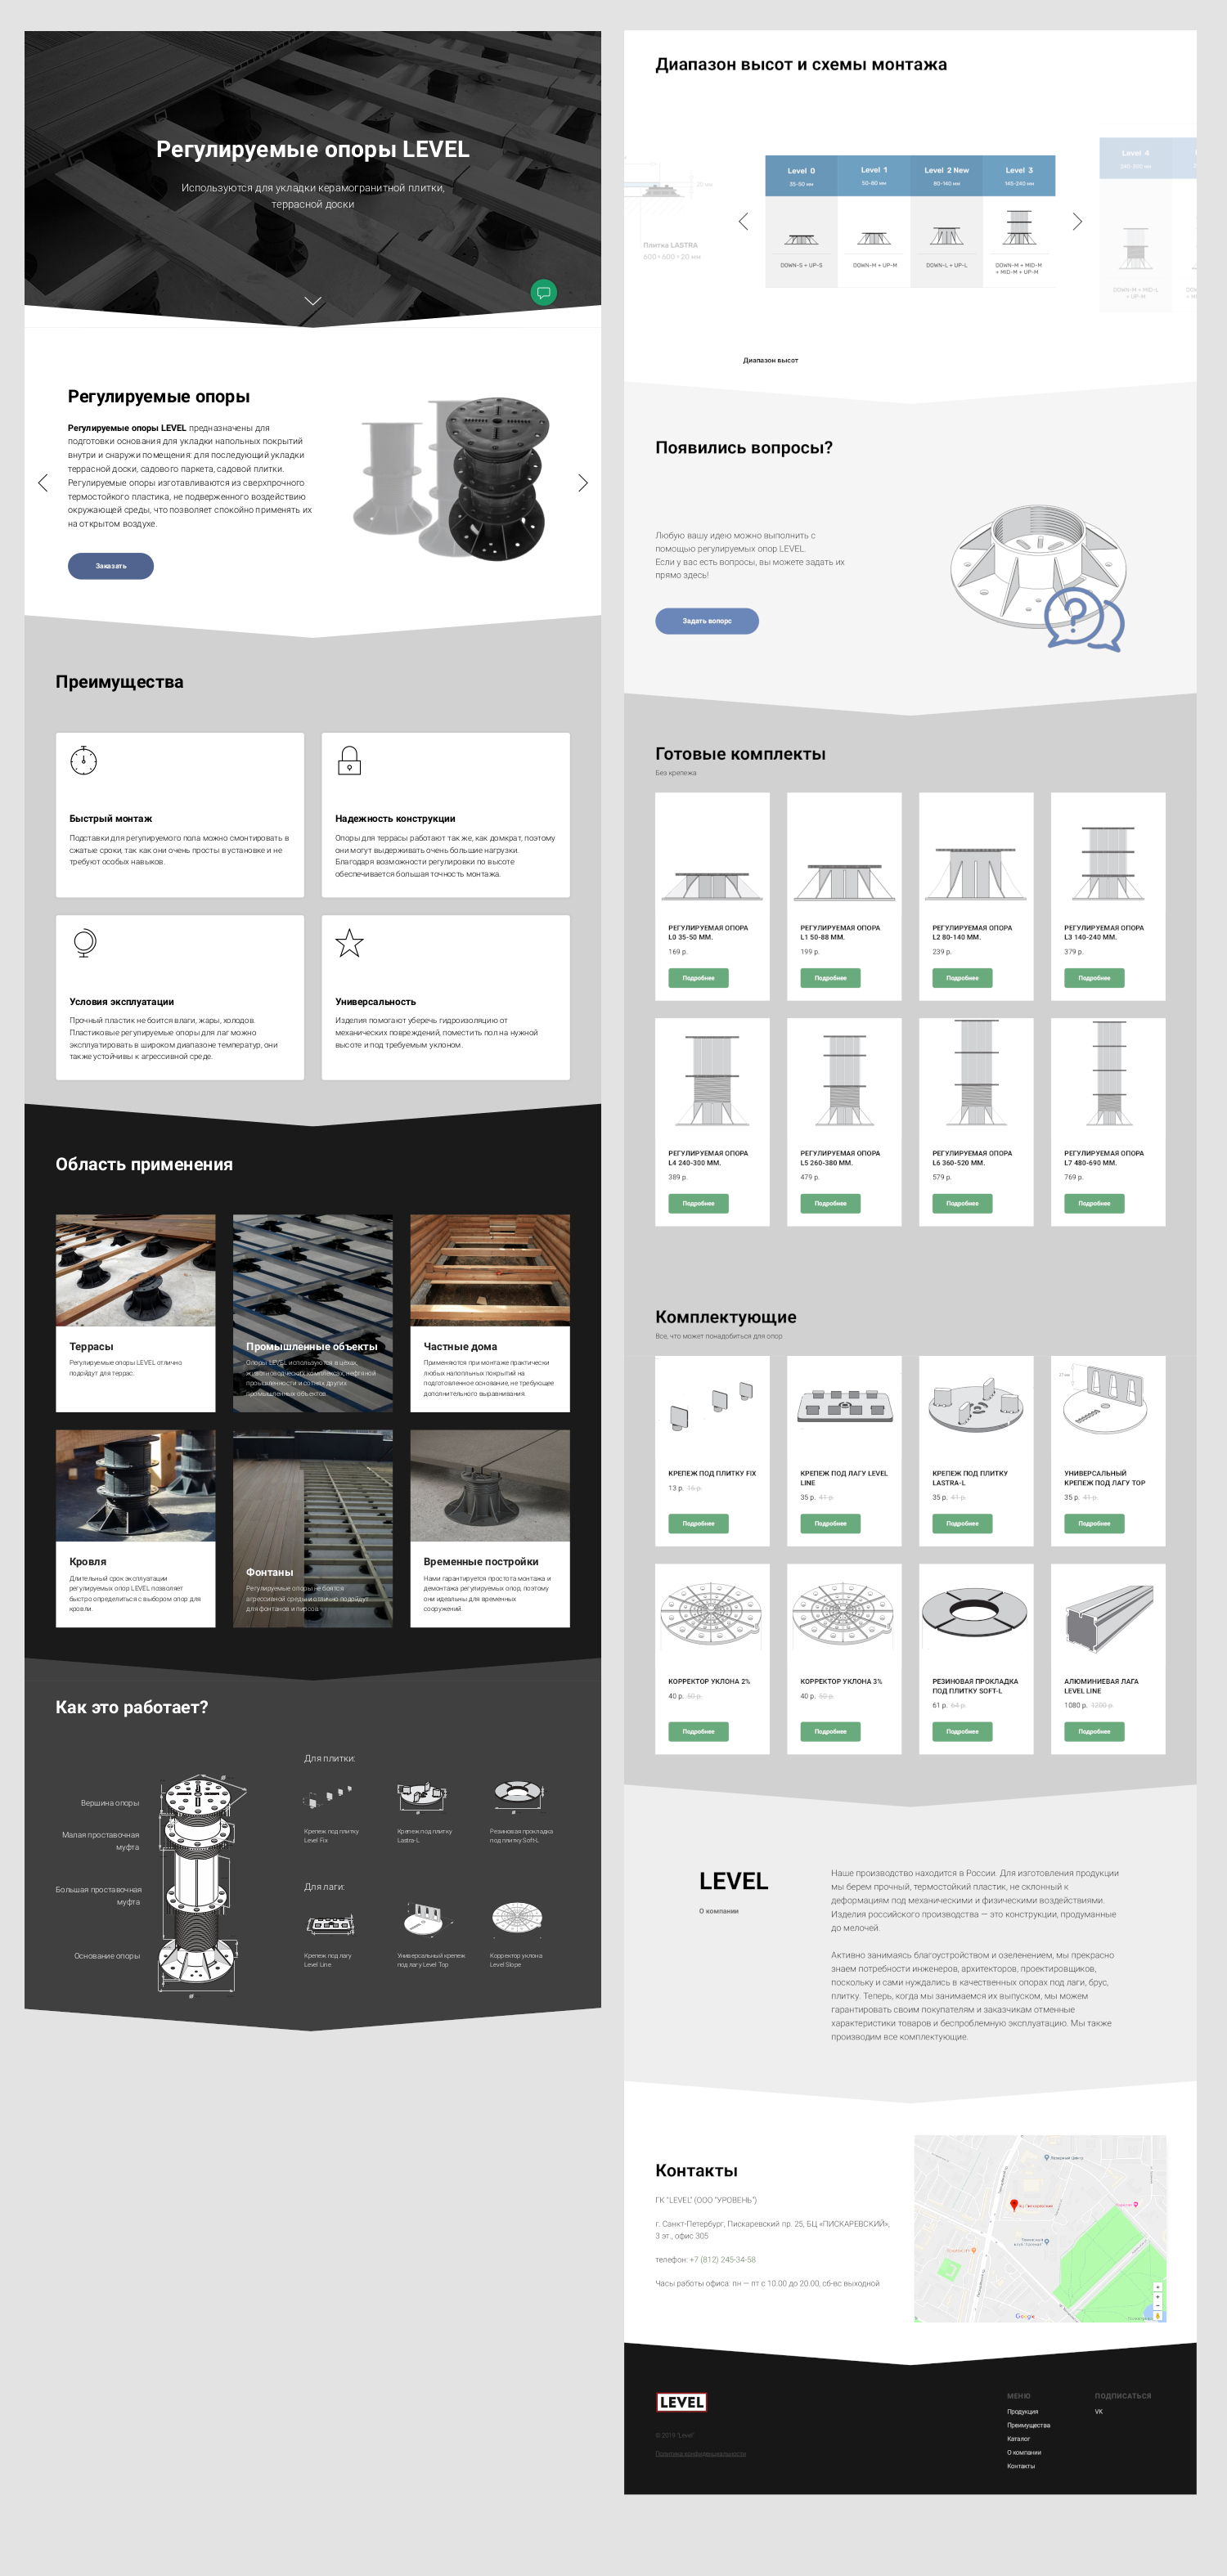 Регулируемые опоры LEVEL
Используются для укладки керамогранитной плитки,
террасной доски
Регулируемые опоры
Регулируемые опоры LEVEL предназначены для
подготовки основания для укладки напольных покрытий
внутри и снаружи помещения: для последующий укладки
террасной доски, садового паркета, садовой плитки.
Регулируемые опоры изготавливаются из сверхпрочного
термостойкого пластика, не подверженного воздействию
окружающей среды, что позволяет спокойно применять их
на открытом воздухе.
Заказать
Преимущества
Быстрый монтаж
Подставки для регулируемого пола можно смонтировать в
сжатые сроки, так как они очень просты в установке и не
требуют особых навыков.
Надежность конструкции
Опоры для террасы работают так же, как домкрат, поэтому
они могут выдерживать очень большие нагрузки.
Благодаря возможности регулировки по высоте
обеспечивается большая точность монтажа.
Условия эксплуатации
Прочный пластик не боится влаги, жары, холодов.
Пластиковые регулируемые опоры для лаг можно
эксплуатировать в широком диапазоне температур, они
также устойчивы к агрессивной среде.
Универсальность
Изделия помогают уберечь гидроизоляцию от
механических повреждений, поместить пол на нужной
высоте и под требуемым уклоном.
Область применения
Террасы
Регулируемые опоры LEVEL отлично
подойдут для террас.
Промышленные объекты
Опоры LEVEL используются в цехах,
животноводческих комплексах, нефтяной
промышленности и сотнях других
промышленных объектов.
Частные дома
Применяются при монтаже практически
любых напольных покрытий на
подготовленное основание, не требующее
дополнительного выравнивания.
Кровля
Длительный срок эксплуатации
регулируемых опор LEVEL позволяет
быстро определиться с выбором опор для
кровли.
Фонтаны
Регулируемые опоры не боятся
агрессивной среды и отлично подойдут
для фонтанов и пирсов.
Временные постройки
Нами гарантируется простота монтажа и
демонтажа регулируемых опор, поэтому
они идеальны для временных
сооружений.
Как это работает?
Вершина опоры
Малая проставочная
муфта
Большая проставочная
муфта
Основание опоры
Для плитки:
Крепеж под плитку
Level Fix
Крепеж под плитку
Lastra-L
Резиновая прокладка
под плитку Soft-L
Для лаги:
Крепеж под лагу
Level Line
Универсальный крепеж
под лагу Level Top
Корректор уклона
Level Slope
Диапазон высот и схемы монтажа
Плитка LASTRA
600 × 600 × 20 мм
Level 0
35-50 мм
DOWN-S + UP-S
Level 1
50-80 мм
DOWN-M + UP-M
Level 2 New
80-140 мм
DOWN-L + UP-L
Level 3
140-240 мм
DOWN-M + MID-M
+ MID-M + UP-M
Level 4
DOWN-M + MID-L
+ UP-M
Диапазон высот
Появились вопросы?
Любую вашу идею можно выполнить с
помощью регулируемых опор LEVEL.
Если у вас есть вопросы, вы можете задать их
прямо здесь!
Задать вопорс
Готовые комплекты
Без крепежа
РЕГУЛИРУЕМАЯ ОПОРА
L0 35-50 ММ.
169 р.
Подробнее
РЕГУЛИРУЕМАЯ ОПОРА
L1 50-88 ММ.
199 р.
Подробнее
РЕГУЛИРУЕМАЯ ОПОРА
L2 80-140 ММ.
239 р.
Подробнее
РЕГУЛИРУЕМАЯ ОПОРА
L3 140-240 ММ.
379 р.
Подробнее
РЕГУЛИРУЕМАЯ ОПОРА
L4 240-300 ММ.
389 р.
Подробнее
РЕГУЛИРУЕМАЯ ОПОРА
L5 260-380 ММ.
479 р.
Подробнее
РЕГУЛИРУЕМАЯ ОПОРА
L6 360-520 ММ.
579 р.
Подробнее
РЕГУЛИРУЕМАЯ ОПОРА
L7 480-690 ММ.
769 р.
Подробнее
Комплектующие
Все, что может понадобиться для опор
КРЕПЕЖ ПОД ПЛИТКУ FIX
13 р. 16 р.
Подробнее
КРЕПЕЖ ПОД ЛАГУ LEVEL
LINE
35 р. 41 р.
Подробнее
КРЕПЕЖ ПОД ПЛИТКУ
LASTRA-L
35 р. 41 р.
Подробнее
УНИВЕРСАЛЬНЫЙ
КРЕПЕЖ ПОД ЛАГУ TOP
35 р. 41 р.
Подробнее
КОРРЕКТОР УКЛОНА 2%
40 р. 50 р.
Подробнее
КОРРЕКТОР УКЛОНА 3%
40 р. 50 р.
Подробнее
РЕЗИНОВАЯ ПРОКЛАДКА
ПОД ПЛИТКУ SOFT-L
61 р. 64 р.
Подробнее
АЛЮМИНИЕВАЯ ЛАГА
LEVEL LINE
1080 р. 1200 р.
Подробнее
LEVEL
О компании
Наше производство находится в России. Для изготовления продукции
мы берем прочный, термостойкий пластик, не склонный к
деформациям под механическими и физическими воздействиями.
Изделия российского производства — это конструкции, продуманные
до мелочей.
Активно занимаясь благоустройством и озеленением, мы прекрасно
знаем потребности инженеров, архитекторов, проектировщиков,
поскольку и сами нуждались в качественных опорах под лаги, брус,
плитку. Теперь, когда мы занимаемся их выпуском, мы можем
гарантировать своим покупателям и заказчикам отменные
характеристики товаров и беспроблемную эксплуатацию. Мы также
производим все комплектующие.
Контакты
ГК "LEVEL" (ООО "УРОВЕНЬ")
г. Санкт-Петербург, Пискаревский пр. 25, БЦ «ПИСКАРЕВСКИЙ»,
3 эт., офис 305
телефон: +7 (812) 245-34-58
Часы работы офиса: пн — пт с 10.00 до 20.00, сб-вс выходной
Google
LEVEL
© 2019 "Level"
Политика конфиденциальности
МЕНЮ
Продукция
Преимущества
Каталог
О компании
Контакты
ПОДПИСАТЬСЯ
VK